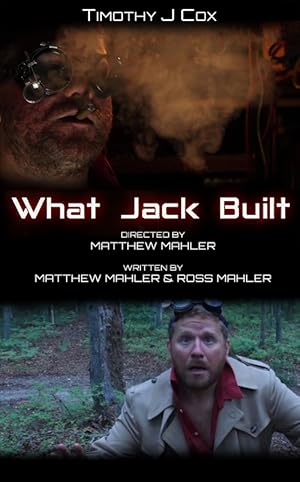 Timothy J Cox
What Jack Built
DIRECTED BY
MATTHEW MAHLER
WRITTEN BY
MATTHEW MAHLER & ROSS MAHLER